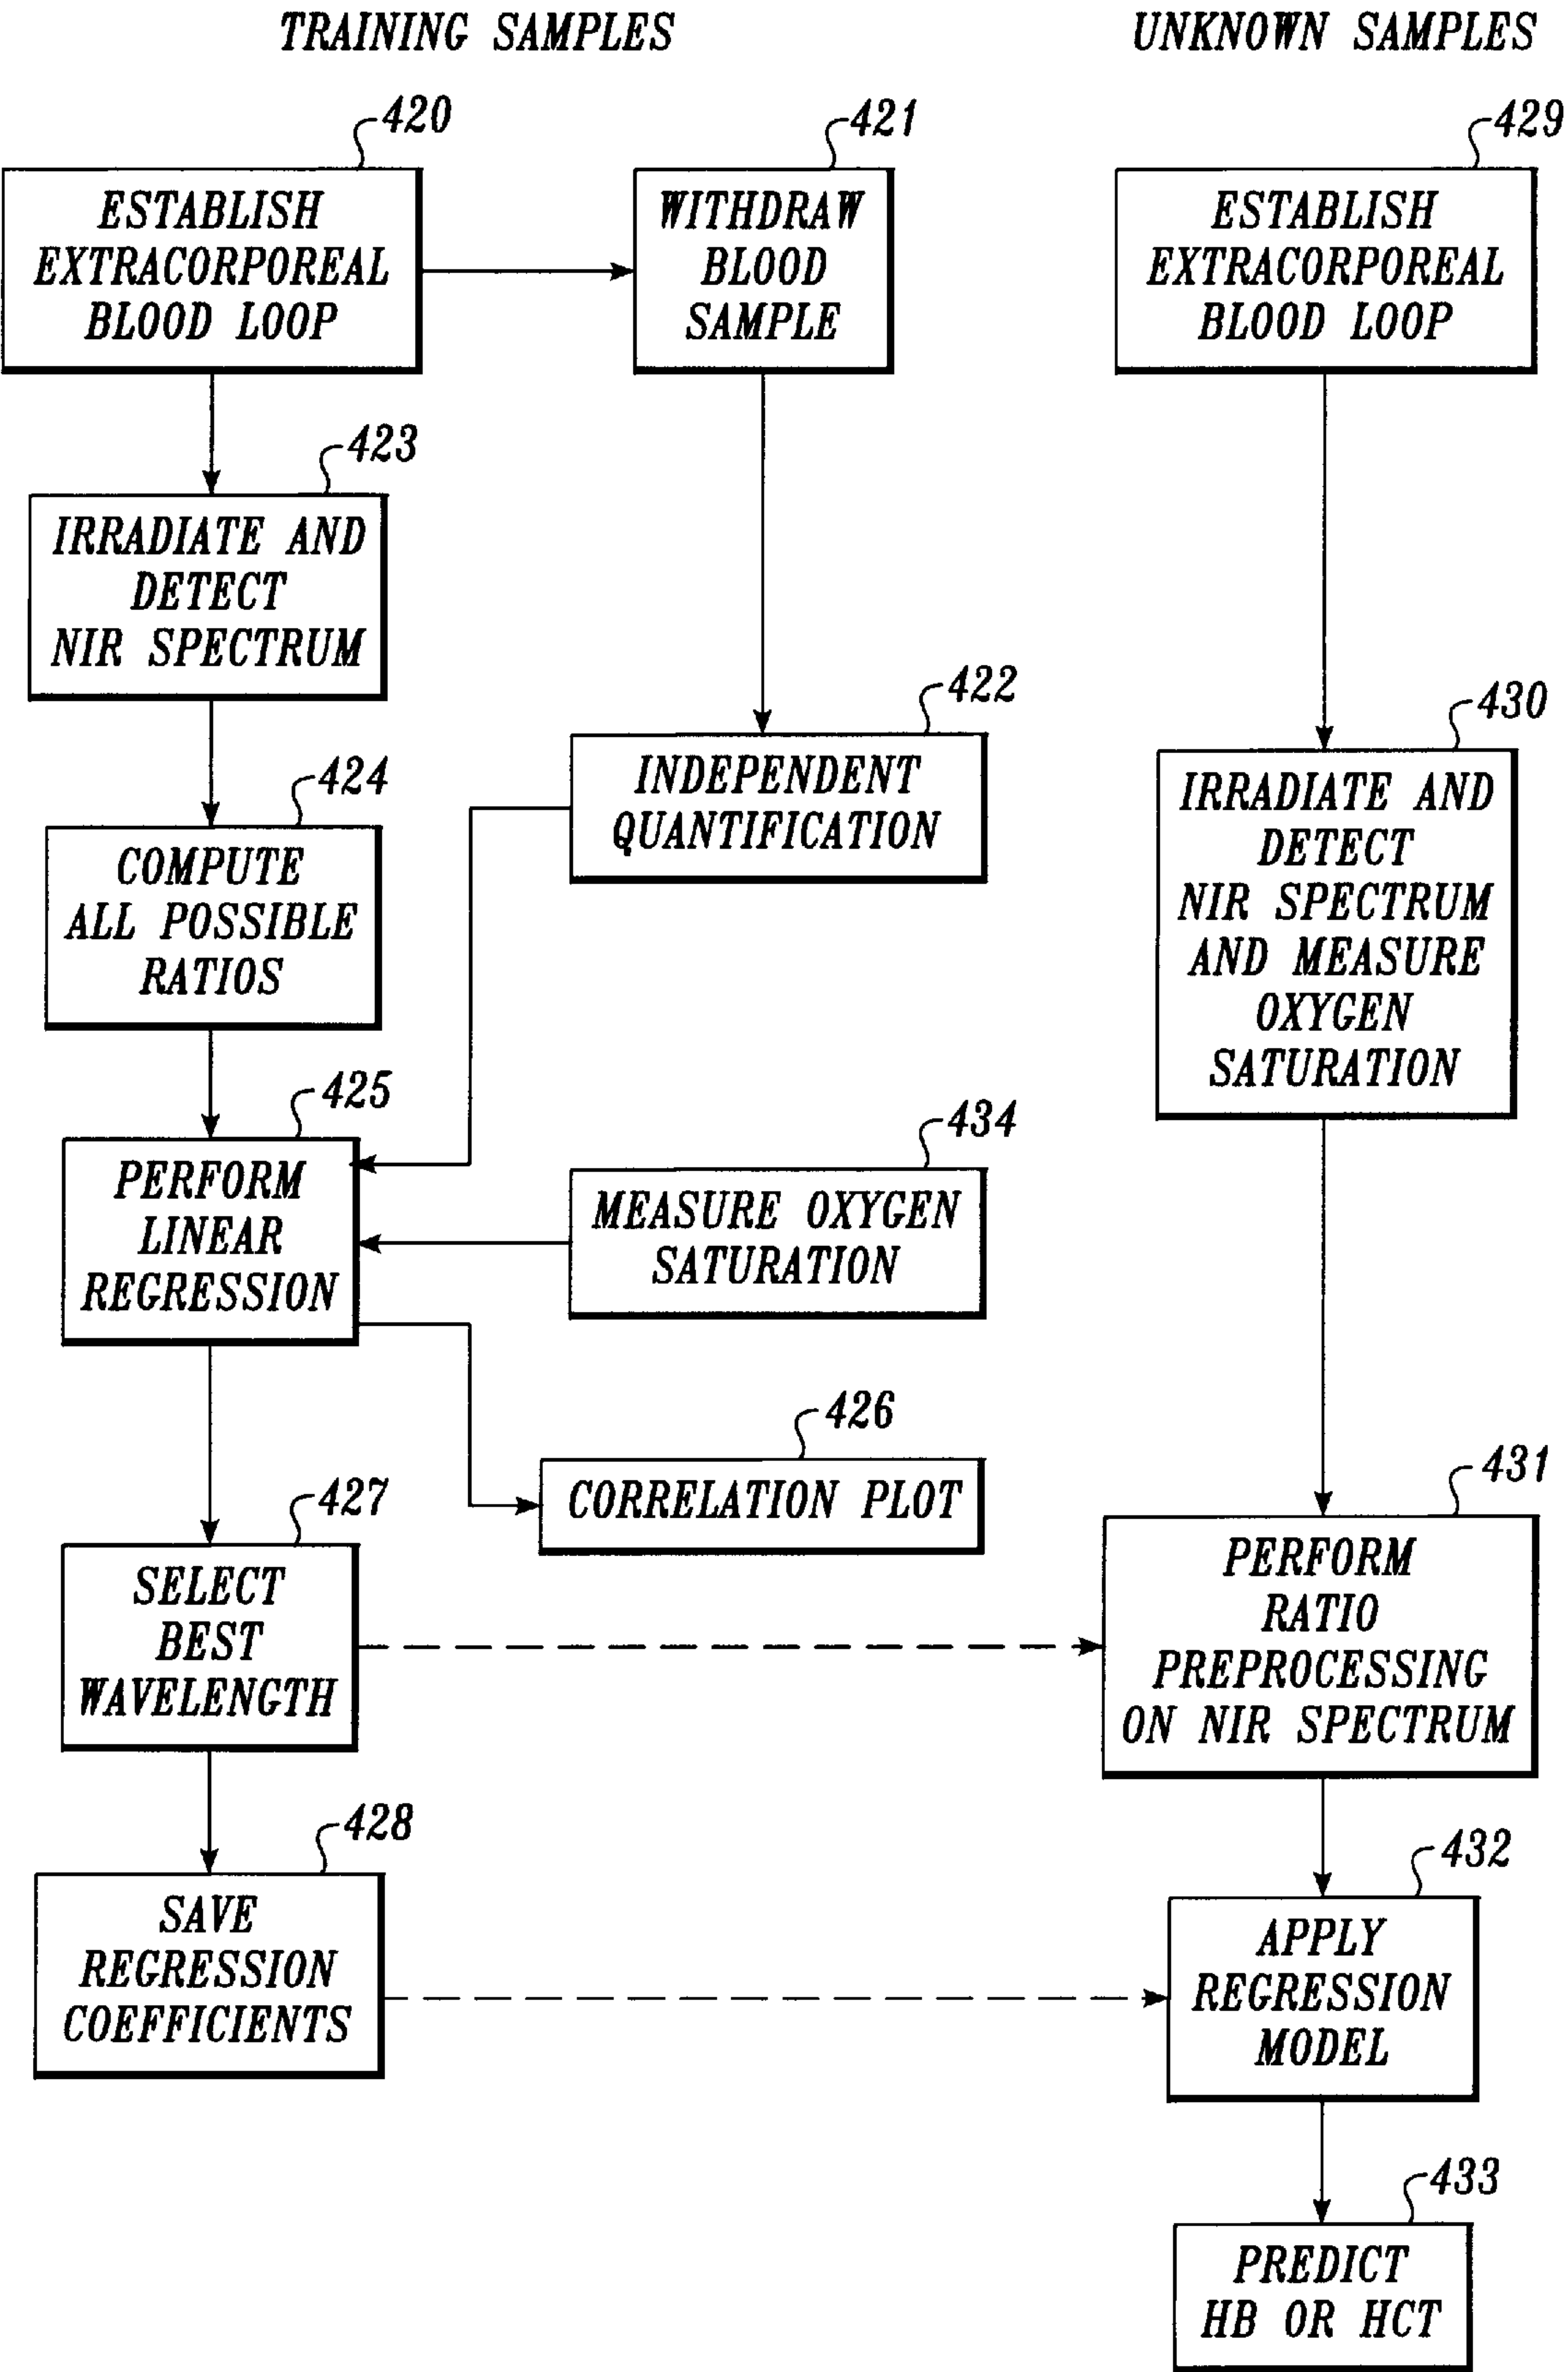 TRAINING SAMPLES
UNKNOWN SAMPLES
420
ESTABLISH
EXTRACORPOREAL
BLOOD LOOP
421
WITHDRAW
BLOOD
SAMPLE
423
IRRADIATE AND
DETECT
NIR SPECTRUM
422
INDEPENDENT
QUANTIFICATION
424
COMPUTE
ALL POSSIBLE
RATIOS
425
PERFORM
LINEAR
REGRESSION
434
MEASURE OXYGEN
SATURATION
426
CORRELATION PLOT
427
SELECT
BEST
WAVELENGTH
428
SAVE
REGRESSION
COEFFICIENTS
429
ESTABLISH
EXTRACORPOREAL
BLOOD LOOP
430
IRRADIATE AND
DETECT
NIR SPECTRUM
AND MEASURE
OXYGEN
SATURATION
431
PERFORM
RATIO
PREPROCESSING
ON NIR SPECTRUM
432
APPLY
REGRESSION
MODEL
433
PREDICT
HB OR HCT